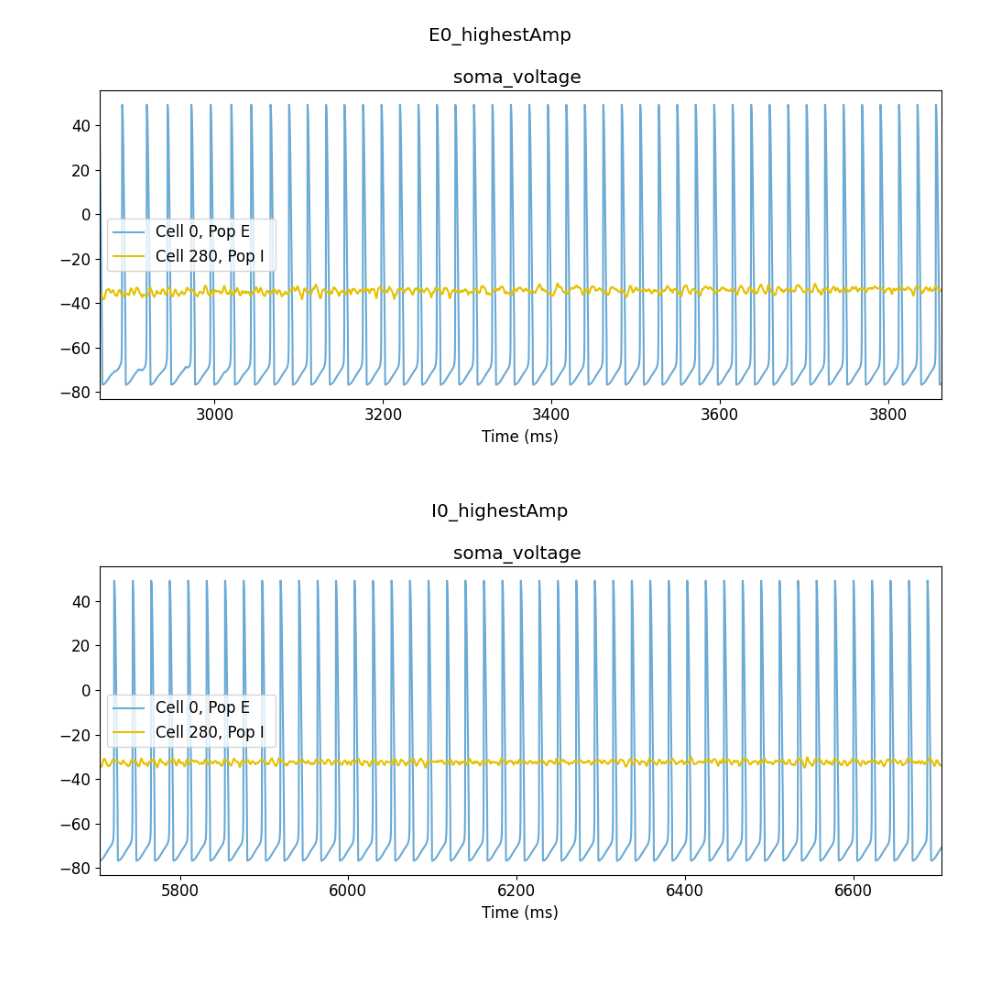 E0_highestAmp
soma_voltage
40
20
0
−20
−40
−60
−80
Cell 0, Pop E
Cell 280, Pop I
3000 3200 3400 3600 3800
Time (ms)
I0_highestAmp
soma_voltage
40
20
0
−20
−40
−60
−80
Cell 0, Pop E
Cell 280, Pop I
5800 6000 6200 6400 6600
Time (ms)